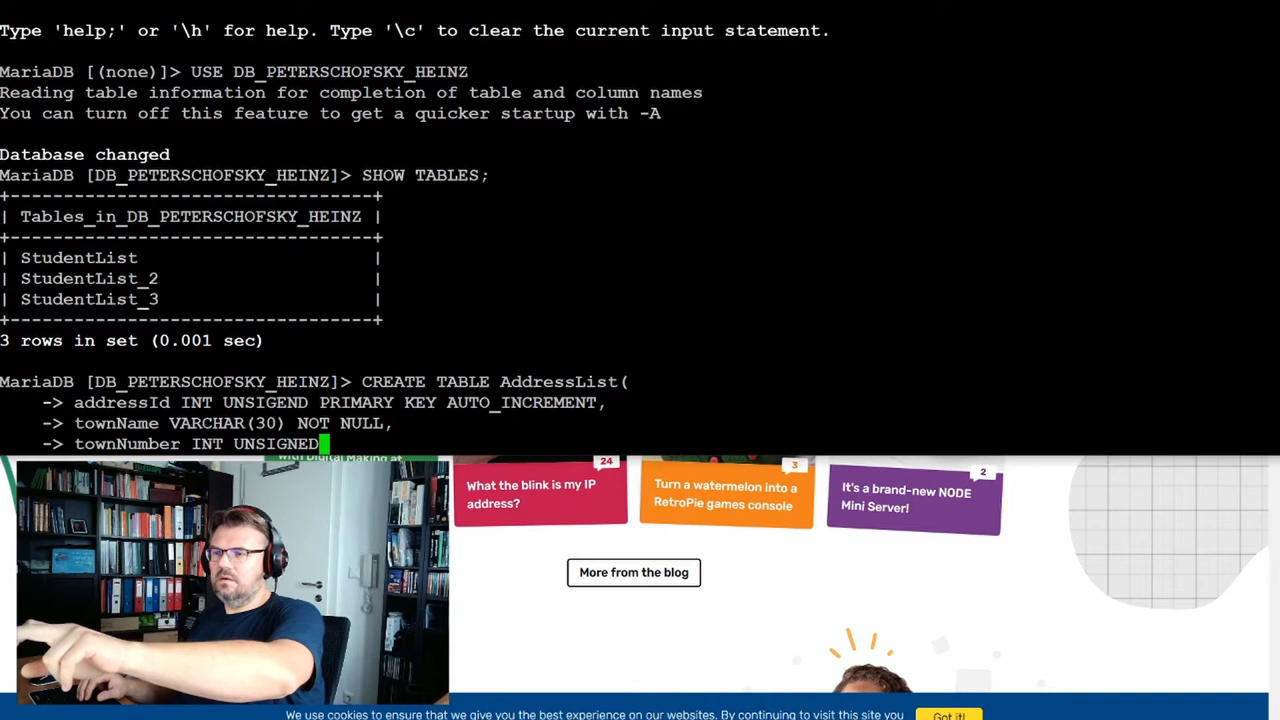 Type 'help;' or '\h' for help. Type '\c' to clear the current input statement.
MariaDB [(none)]> USE DB_PETERSCHOFSKY_HEINZ
Reading table information for completion of table and column names
You can turn off this feature to get a quicker startup with -A
Database changed
MariaDB [DB_PETERSCHOFSKY_HEINZ]> SHOW TABLES;
+----------------------------------+
| Tables_in_DB_PETERSCHOFSKY_HEINZ |
+----------------------------------+
| StudentList |
| StudentList_2 |
| StudentList_3 |
+----------------------------------+
3 rows in set (0.001 sec)
MariaDB [DB_PETERSCHOFSKY_HEINZ]> CREATE TABLE AddressList(
-> addressId INT UNSIGEND PRIMARY KEY AUTO_INCREMENT,
-> townName VARCHAR(30) NOT NULL,
-> townNumber INT UNSIGNED
with Digital Making at
24
What the blink is my IP
address?
3
Turn a watermelon into a
RetroPie games console
2
It's a brand-new NODE
Mini Server!
More from the blog
We use cookies to ensure that we give you the best experience on our websites. By continuing to visit this site you
Got it!